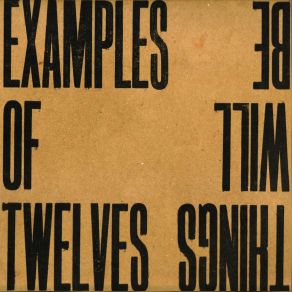 EXAMPLES
OF
TWELVES
THINGS
WILL
BE